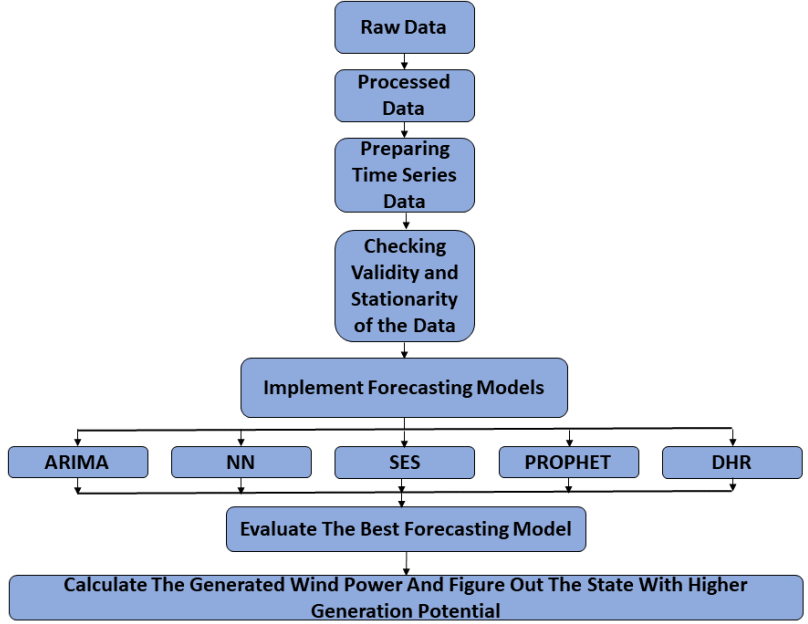 Raw Data
Processed
Data
Preparing
Time Series
Data
Checking
Validity and
Stationarity
of the Data
Implement Forecasting Models
ARIMA
NN
SES
PROPHET
DHR
Evaluate The Best Forecasting Model
Calculate The Generated Wind Power And Figure Out The State With Higher
Generation Potential